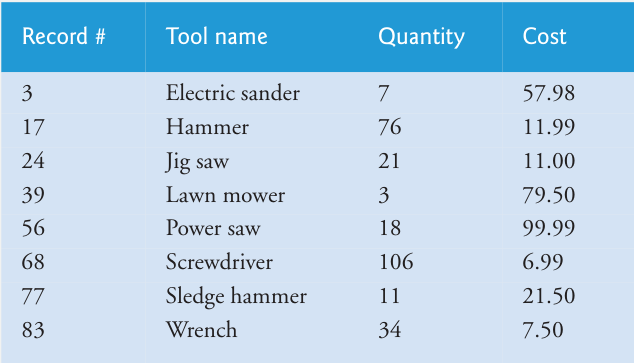 Record # Tool name Quantity Cost
3 Electric sander 7 57.98
17 Hammer 76 11.99
24 Jig saw 21 11.00
39 Lawn mower 3 79.50
56 Power saw 18 99.99
68 Screwdriver 106 6.99
77 Sledge hammer 11 21.50
83 Wrench 34 7.50